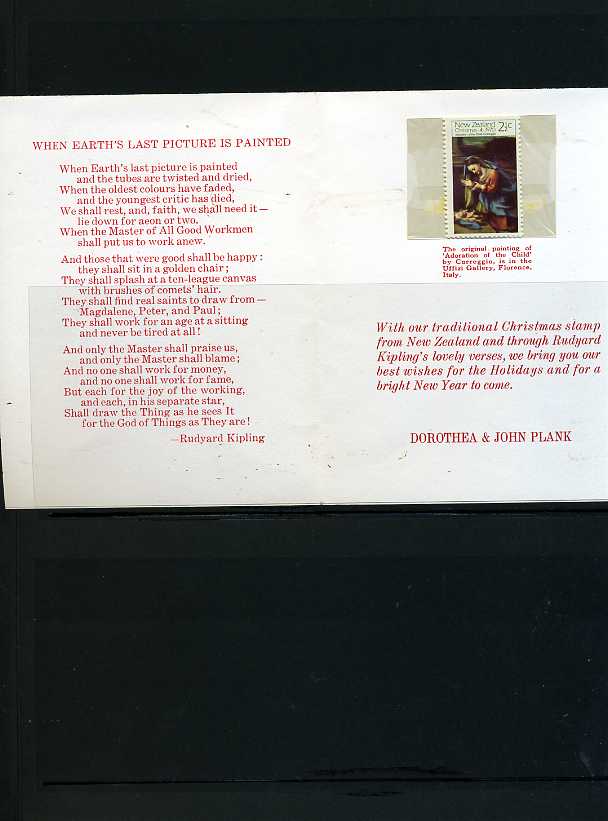 WHEN EARTH'S LAST PICTURE IS PAINTED
When Earth's last picture is painted
and the tubes are twisted and dried,
When the oldest colours have faded,
and the youngest critic has died,
We shall rest, and, faith, we shall need it —
lie down for aeon or two,
When the Master of All Good Workmen
shall put us to work anew.
And those that were good shall be happy :
they shall sit in a golden chair ;
They shall splash at a ten-league canvas
with brushes of comets' hair.
They shall find real saints to draw from —
Magdalene, Peter, and Paul ;
They shall work for an age at a sitting
and never be tired at all !
And only the Master shall praise us,
and only the Master shall blame ;
And no one shall work for money,
and no one shall work for fame,
But each for the joy of the working,
and each, in his separate star,
Shall draw the Thing as he sees It
for the God of Things as They are !
—Rudyard Kipling
New Zealand
Christmas
2½c
The original painting of
'Adoration of the Child'
by Correggio, is in the
Uffizi Gallery, Florence,
Italy.
With our traditional Christmas stamp
from New Zealand and through Rudyard
Kipling's lovely verses, we bring you our
best wishes for the Holidays and for a
bright New Year to come.
DOROTHEA & JOHN PLANK